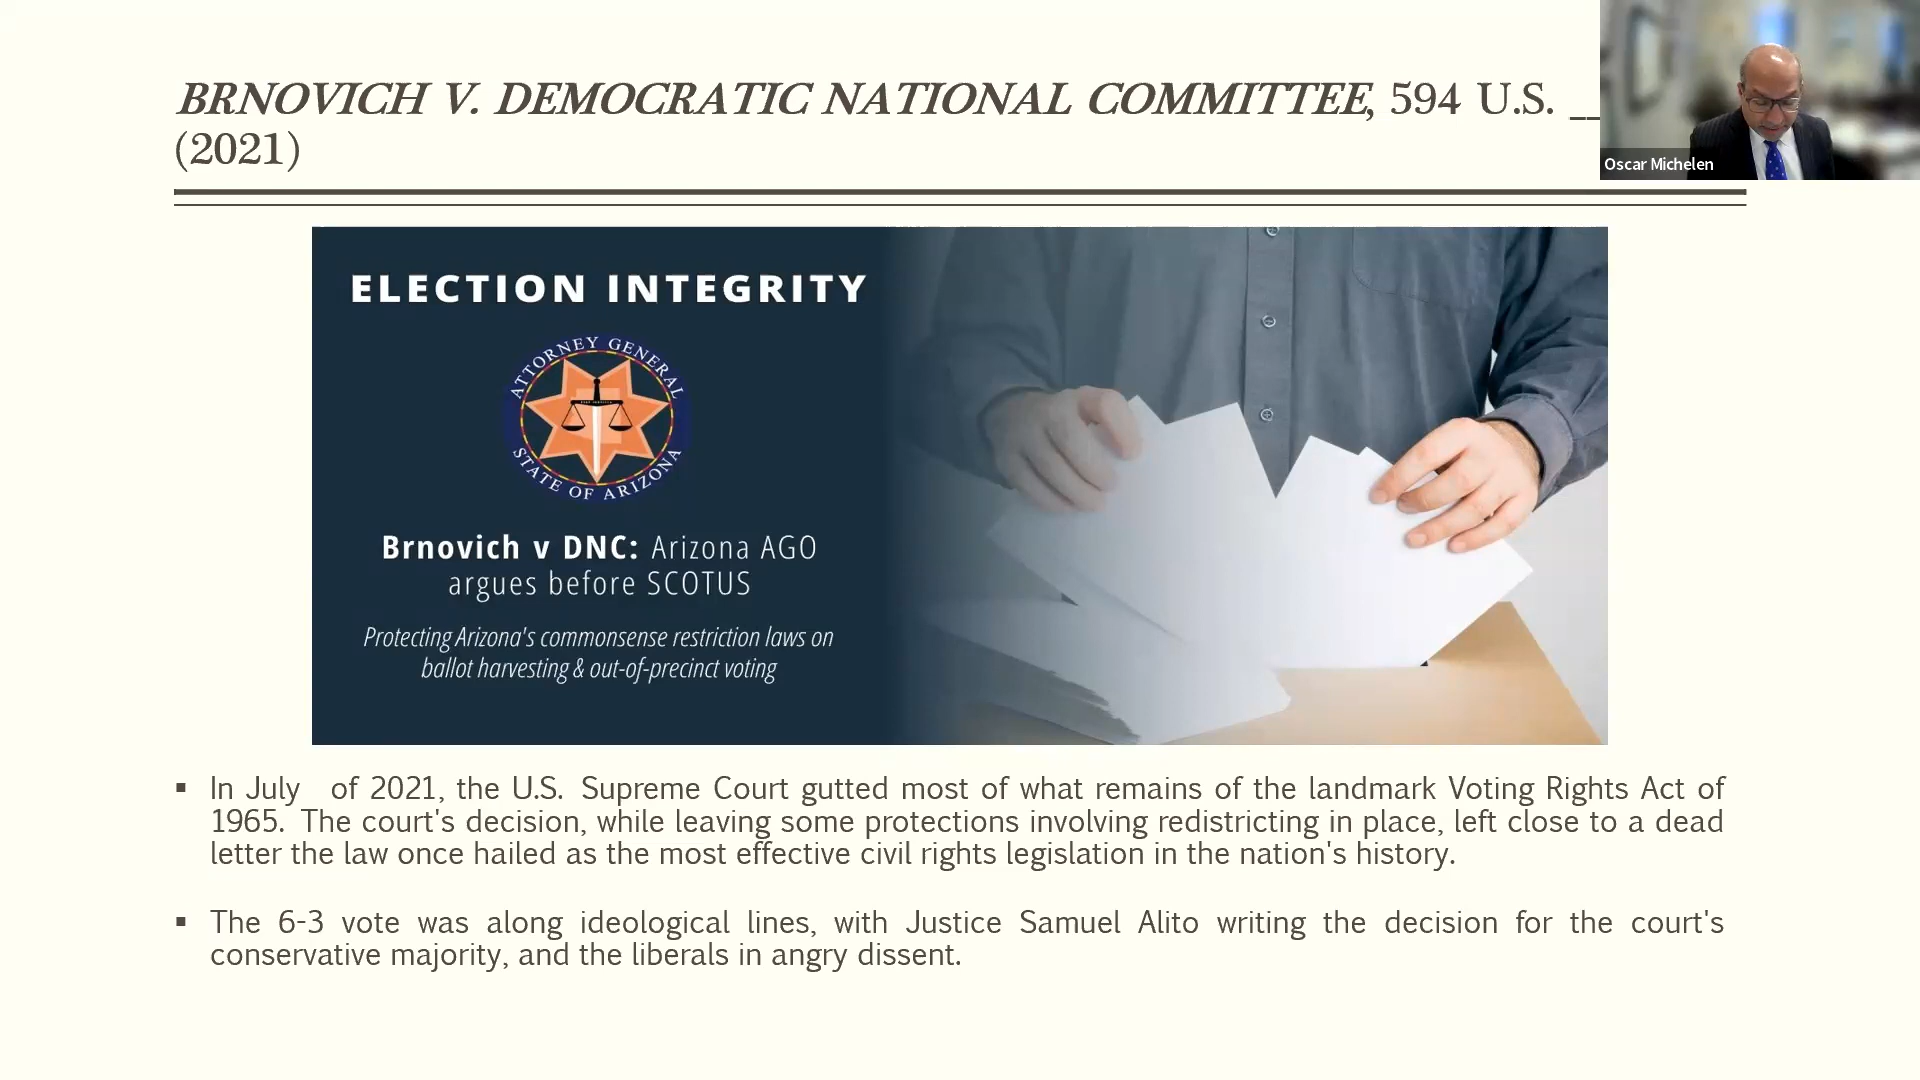 BRNOVICH V. DEMOCRATIC NATIONAL COMMITTEE, 594 U.S. __
(2021)
Oscar Michelen
ELECTION INTEGRITY
ATTORNEY GENERAL
STATE OF ARIZONA
Brnovich v DNC: Arizona AGO
argues before SCOTUS
Protecting Arizona's commonsense restriction laws on
ballot harvesting & out-of-precinct voting
▪ In July of 2021, the U.S. Supreme Court gutted most of what remains of the landmark Voting Rights Act of
1965. The court's decision, while leaving some protections involving redistricting in place, left close to a dead
letter the law once hailed as the most effective civil rights legislation in the nation's history.
▪ The 6-3 vote was along ideological lines, with Justice Samuel Alito writing the decision for the court's
conservative majority, and the liberals in angry dissent.